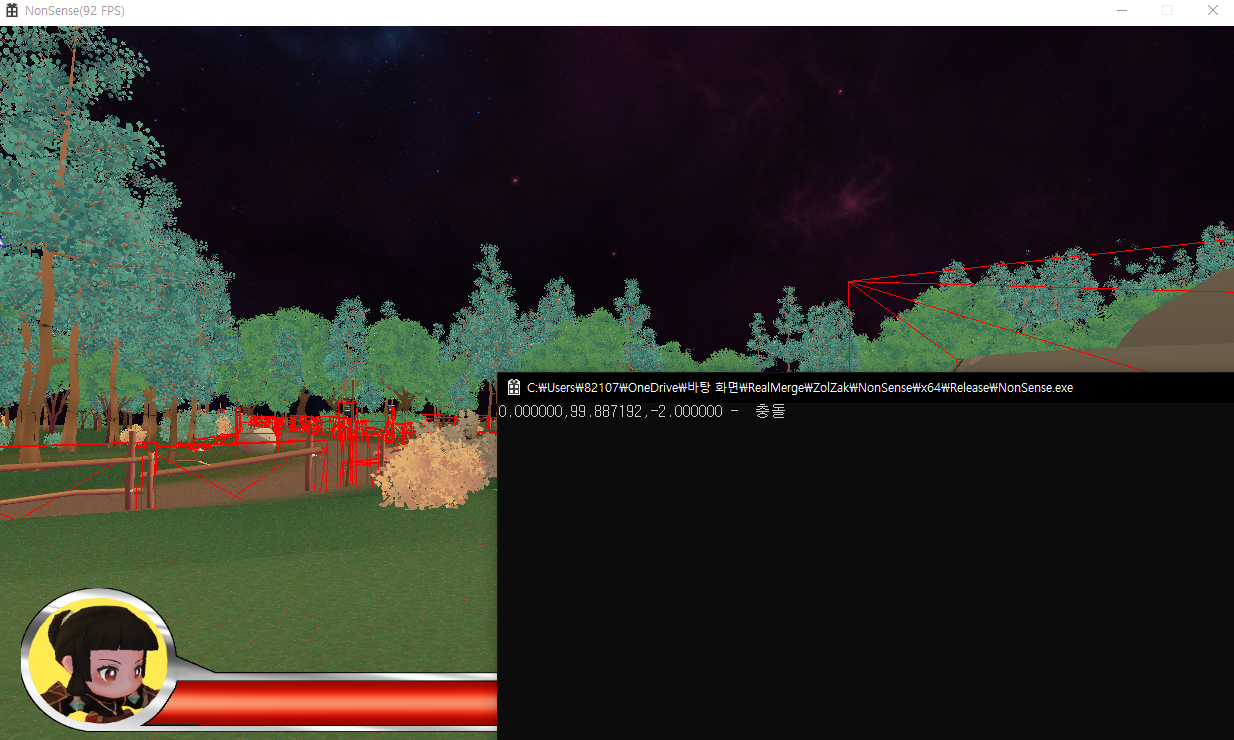 NonSense(92 FPS)
C:₩Users₩82107₩OneDrive₩바탕 화면₩RealMerge₩ZolZak₩NonSense₩x64₩Release₩NonSense.exe
0.000000,99.887192,-2.000000 - 충돌